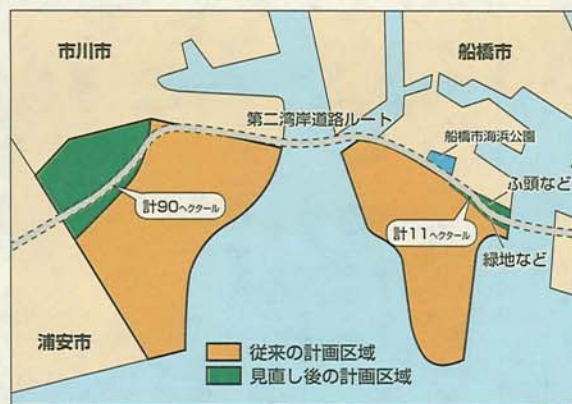 市川市
船橋市
第二湾岸道路ルート
船橋市海浜公園
ふ頭など
計90ヘクタール
計11ヘクタール
緑地など
浦安市
従来の計画区域
見直し後の計画区域